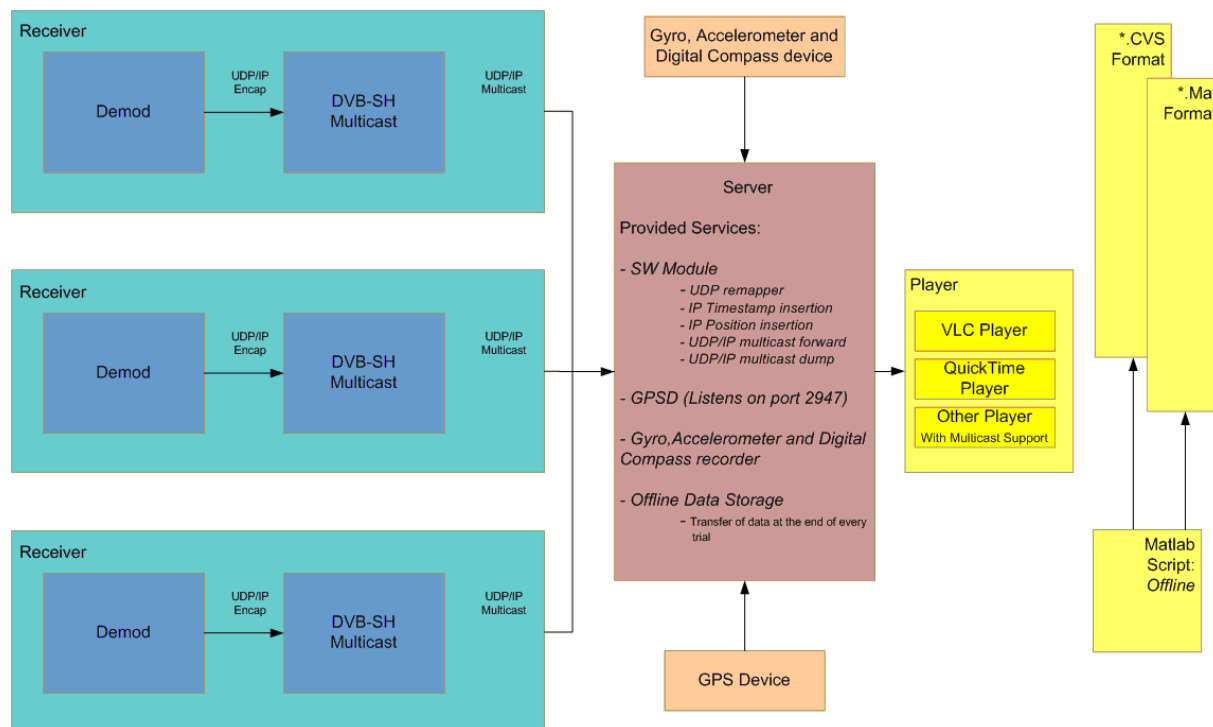 Receiver
Demod
UDP/IP
Encap
DVB-SH
Multicast
UDP/IP
Multicast
Receiver
Demod
UDP/IP
Encap
DVB-SH
Multicast
UDP/IP
Multicast
Receiver
Demod
UDP/IP
Encap
DVB-SH
Multicast
UDP/IP
Multicast
Gyro, Accelerometer and
Digital Compass device
Server
Provided Services:
- SW Module
- UDP remapper
- IP Timestamp insertion
- IP Position insertion
- UDP/IP multicast forward
- UDP/IP multicast dump
- GPSD (Listens on port 2947)
- Gyro,Accelerometer and Digital
Compass recorder
- Offline Data Storage
- Transfer of data at the end of every
trial
GPS Device
Player
VLC Player
QuickTime
Player
Other Player
With Multicast Support
*.CVS
Format
*.Mat
Format
Matlab
Script:
Offline